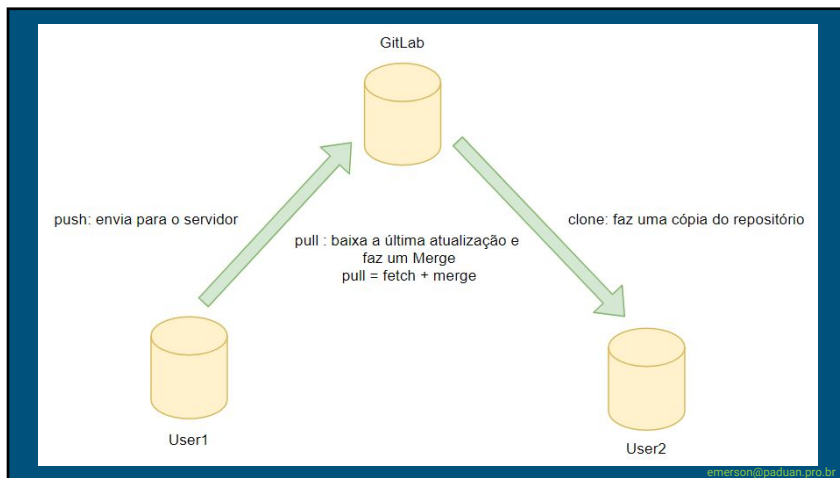 GitLab
push: envia para o servidor
pull : baixa a última atualização e
faz um Merge
pull = fetch + merge
clone: faz uma cópia do repositório
User1
User2
emerson@paduan.pro.br